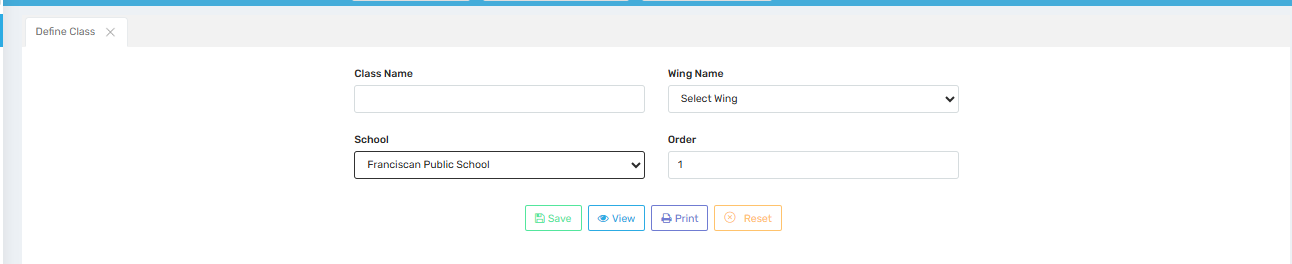 Define Class
Class Name
Wing Name
Select Wing
School
Order
Franciscan Public School
1
Save View Print Reset